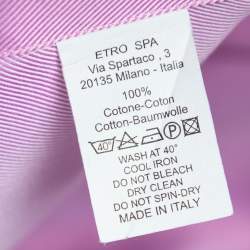 ETRO SPA
Via Spartaco , 3
20135 Milano - Italia
100%
Cotone-Coton
Cotton-Baumwolle
40°
WASH AT 40°
COOL IRON
DO NOT BLEACH
DRY CLEAN
DO NOT SPIN-DRY
MADE IN ITALY